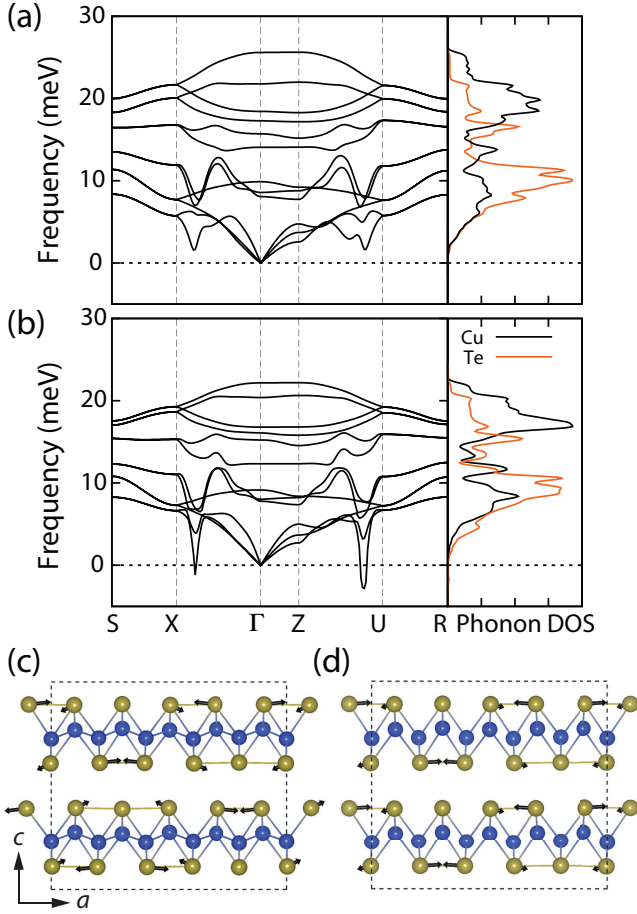 (a)
30
20
10
0
Frequency (meV)
(b)
30
20
10
0
Frequency (meV)
Cu
Te
S X Γ Z U R Phonon DOS
(c) (d)
c
a